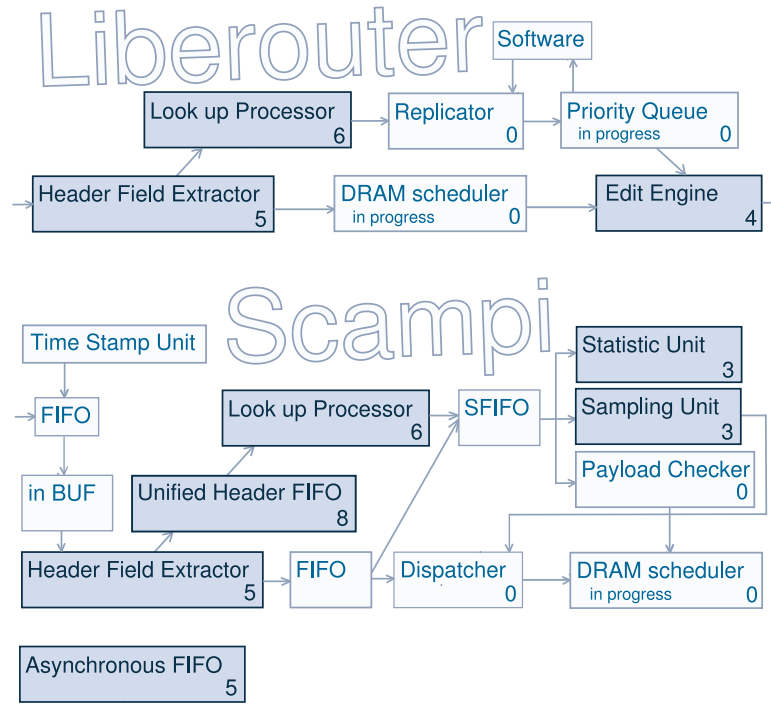 Liberouter
Software
Look up Processor
6
Replicator
0
Priority Queue
in progress
0
Header Field Extractor
5
DRAM scheduler
in progress
0
Edit Engine
4
Scampi
Time Stamp Unit
Statistic Unit
3
FIFO
Look up Processor
6
SFIFO
Sampling Unit
3
in BUF
Unified Header FIFO
8
Payload Checker
0
Header Field Extractor
5
FIFO
Dispatcher
0
DRAM scheduler
in progress
0
Asynchronous FIFO
5